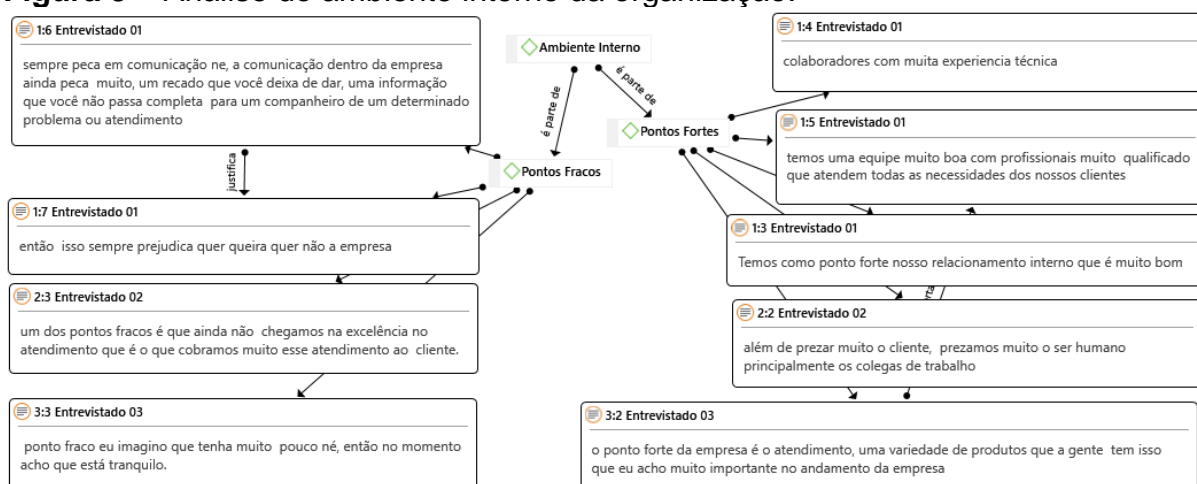 Figura 3 – Análise do ambiente interno da organização.
1:6 Entrevistado 01
sempre peca em comunicação ne, a comunicação dentro da empresa
ainda peca muito, um recado que você deixa de dar, uma informação
que você não passa completa para um companheiro de um determinado
problema ou atendimento
justifica
1:7 Entrevistado 01
então isso sempre prejudica quer queira quer não a empresa
2:3 Entrevistado 02
um dos pontos fracos é que ainda não chegamos na excelência no
atendimento que é o que cobramos muito esse atendimento ao cliente.
3:3 Entrevistado 03
ponto fraco eu imagino que tenha muito pouco né, então no momento
acho que está tranquilo.
Ambiente Interno
é parte de
é parte de
Pontos Fracos
Pontos Fortes
1:4 Entrevistado 01
colaboradores com muita experiencia técnica
1:5 Entrevistado 01
temos uma equipe muito boa com profissionais muito qualificado
que atendem todas as necessidades dos nossos clientes
1:3 Entrevistado 01
Temos como ponto forte nosso relacionamento interno que é muito bom
2:2 Entrevistado 02
além de prezar muito o cliente, prezamos muito o ser humano
principalmente os colegas de trabalho
3:2 Entrevistado 03
o ponto forte da empresa é o atendimento, uma variedade de produtos que a gente tem isso
que eu acho muito importante no andamento da empresa